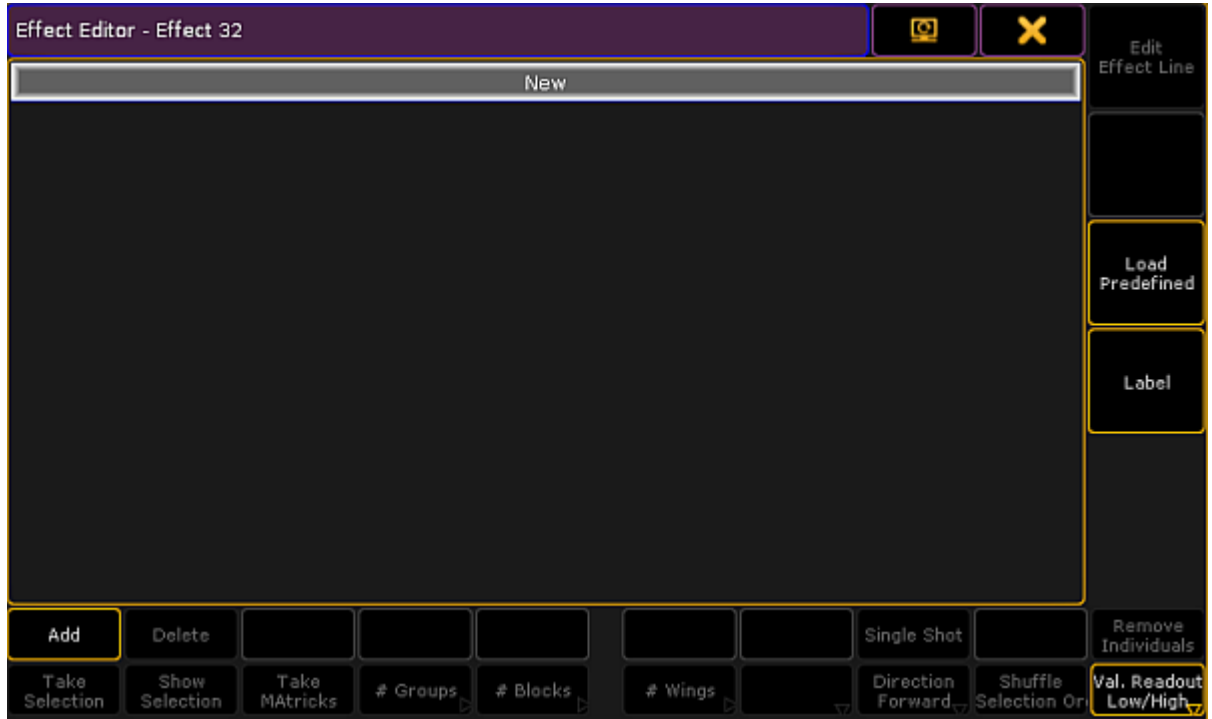 Effect Editor - Effect 32
Edit
Effect Line
New
Load
Predefined
Label
Add
Delete
Single Shot
Remove
Individuals
Take
Selection
Show
Selection
Take
MAtricks
# Groups
# Blocks
# Wings
Direction
Forward
Shuffle
Selection Or
Val. Readout
Low/High